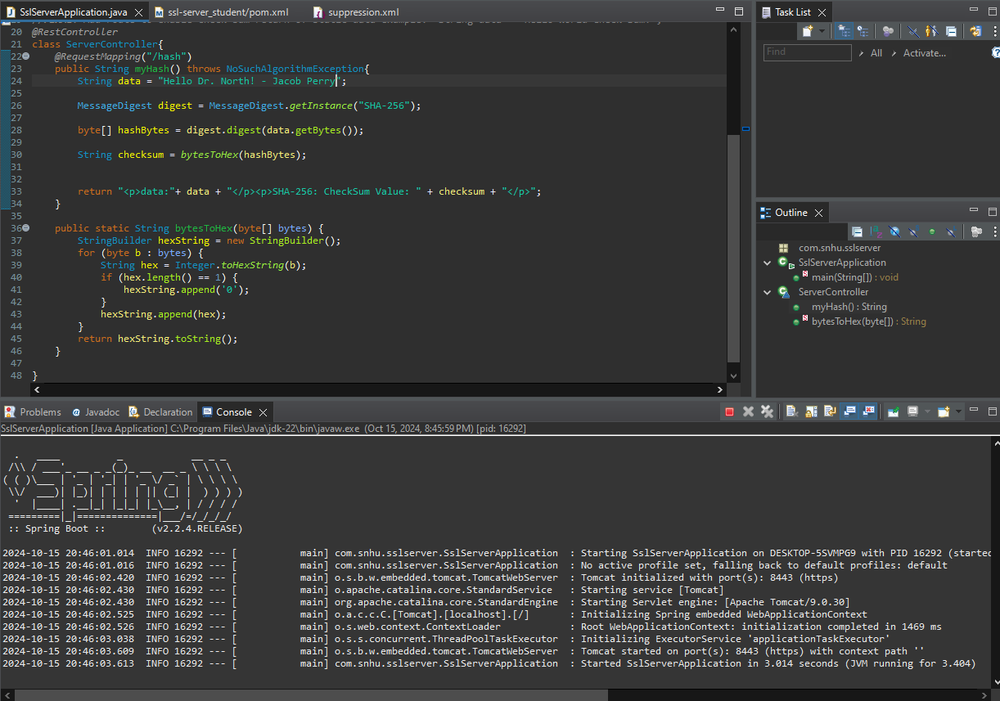 SslServerApplication.java ssl-server_student/pom.xml suppression.xml
20 @RestController
21 class ServerController{
22 @RequestMapping("/hash")
23 public String myHash() throws NoSuchAlgorithmException{
24 String data = "Hello Dr. North! - Jacob Perry";
25
26 MessageDigest digest = MessageDigest.getInstance("SHA-256");
27
28 byte[] hashBytes = digest.digest(data.getBytes());
29
30 String checksum = bytesToHex(hashBytes);
31
32
33 return "<p>data:"+ data + "</p><p>SHA-256: CheckSum Value: " + checksum + "</p>";
34 }
35
36 public static String bytesToHex(byte[] bytes) {
37 StringBuilder hexString = new StringBuilder();
38 for (byte b : bytes) {
39 String hex = Integer.toHexString(b);
40 if (hex.length() == 1) {
41 hexString.append('0');
42 }
43 hexString.append(hex);
44 }
45 return hexString.toString();
46 }
47
48 }
Task List
Find All Activate...
Outline
com.snhu.sslserver
SslServerApplication
main(String[]) : void
ServerController
myHash() : String
bytesToHex(byte[]) : String
Problems Javadoc Declaration Console
SslServerApplication [Java Application] C:\Program Files\Java\jdk-22\bin\javaw.exe (Oct 15, 2024, 8:45:59 PM) [pid: 16292]
Spring
:: Spring Boot :: (v2.2.4.RELEASE)
2024-10-15 20:46:01.014 INFO 16292 --- [ main] com.snhu.sslserver.SslServerApplication : Starting SslServerApplication on DESKTOP-5SVMPG9 with PID 16292 (started
2024-10-15 20:46:01.016 INFO 16292 --- [ main] com.snhu.sslserver.SslServerApplication : No active profile set, falling back to default profiles: default
2024-10-15 20:46:02.420 INFO 16292 --- [ main] o.s.b.w.embedded.tomcat.TomcatWebServer : Tomcat initialized with port(s): 8443 (https)
2024-10-15 20:46:02.430 INFO 16292 --- [ main] o.apache.catalina.core.StandardService : Starting service [Tomcat]
2024-10-15 20:46:02.430 INFO 16292 --- [ main] org.apache.catalina.core.StandardEngine : Starting Servlet engine: [Apache Tomcat/9.0.30]
2024-10-15 20:46:02.525 INFO 16292 --- [ main] o.a.c.c.C.[Tomcat].[localhost].[/] : Initializing Spring embedded WebApplicationContext
2024-10-15 20:46:02.526 INFO 16292 --- [ main] o.s.web.context.ContextLoader : Root WebApplicationContext: initialization completed in 1469 ms
2024-10-15 20:46:03.038 INFO 16292 --- [ main] o.s.s.concurrent.ThreadPoolTaskExecutor : Initializing ExecutorService 'applicationTaskExecutor'
2024-10-15 20:46:03.609 INFO 16292 --- [ main] o.s.b.w.embedded.tomcat.TomcatWebServer : Tomcat started on port(s): 8443 (https) with context path ''
2024-10-15 20:46:03.613 INFO 16292 --- [ main] com.snhu.sslserver.SslServerApplication : Started SslServerApplication in 3.014 seconds (JVM running for 3.404)